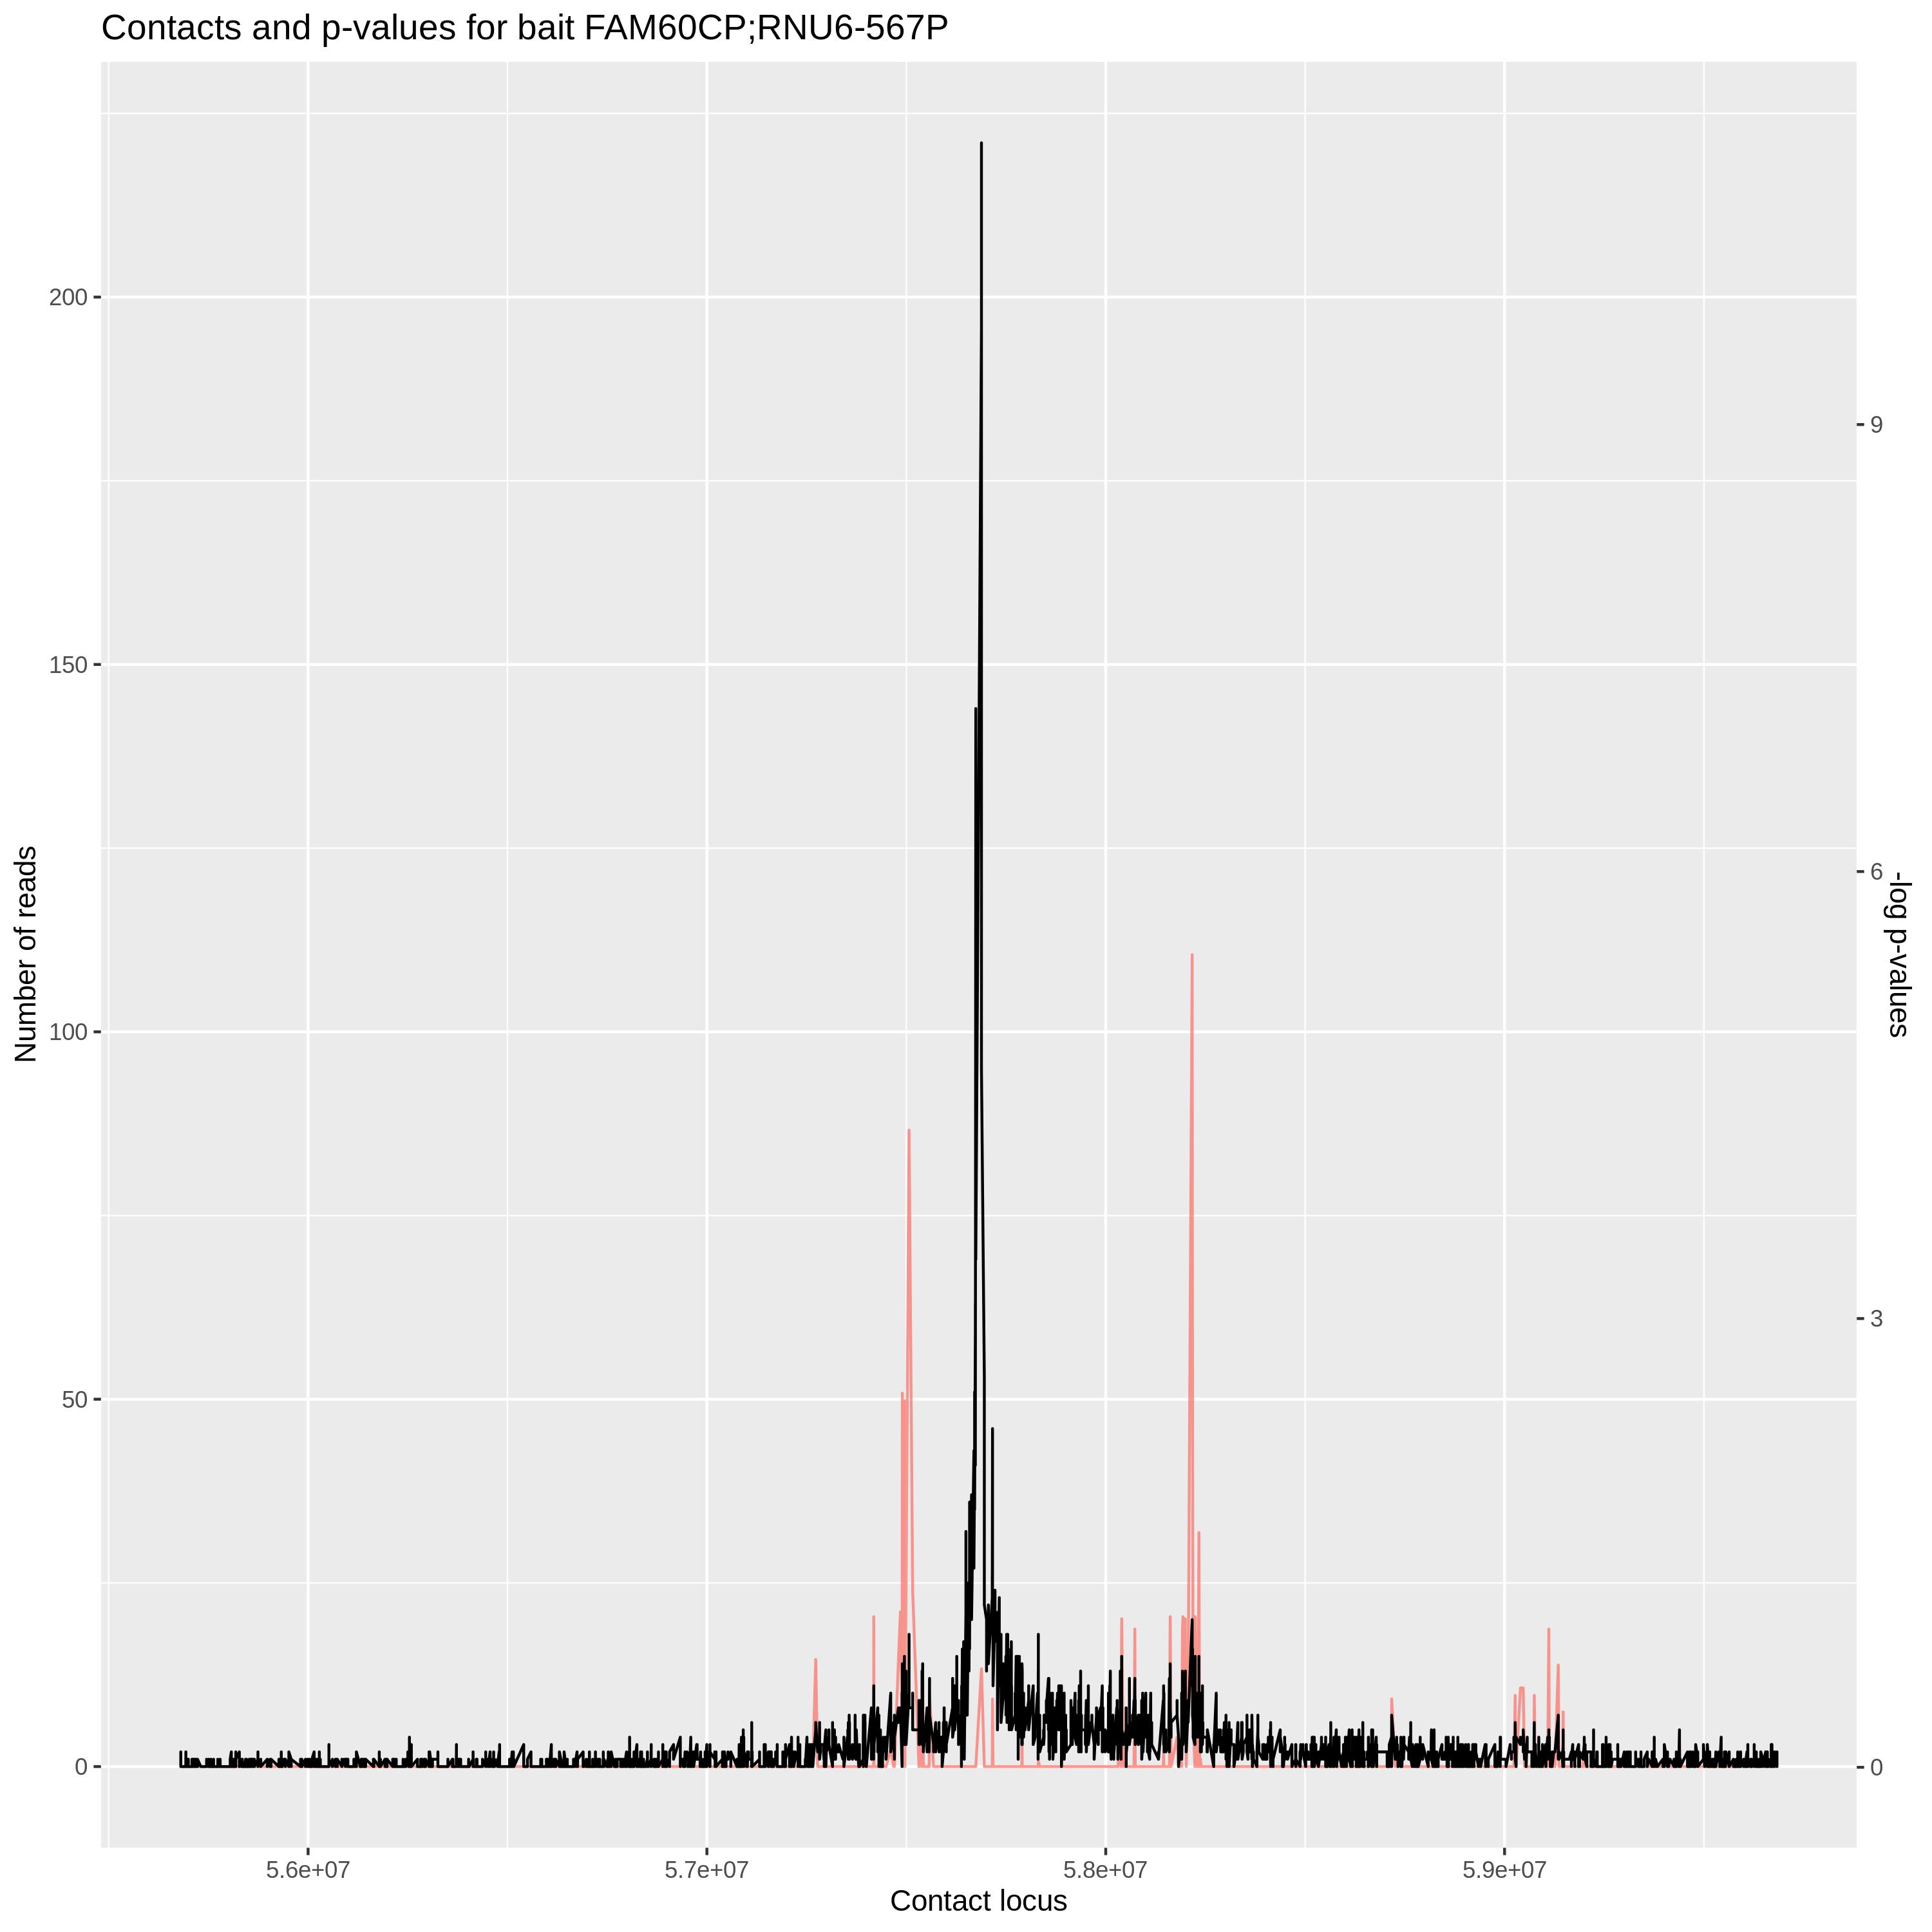 Contacts and p-values for bait FAM60CP;RNU6-567P
Number of reads
200
150
100
50
0
9
6
3
0
-log p-values
5.6e+07
5.7e+07
5.8e+07
5.9e+07
Contact locus